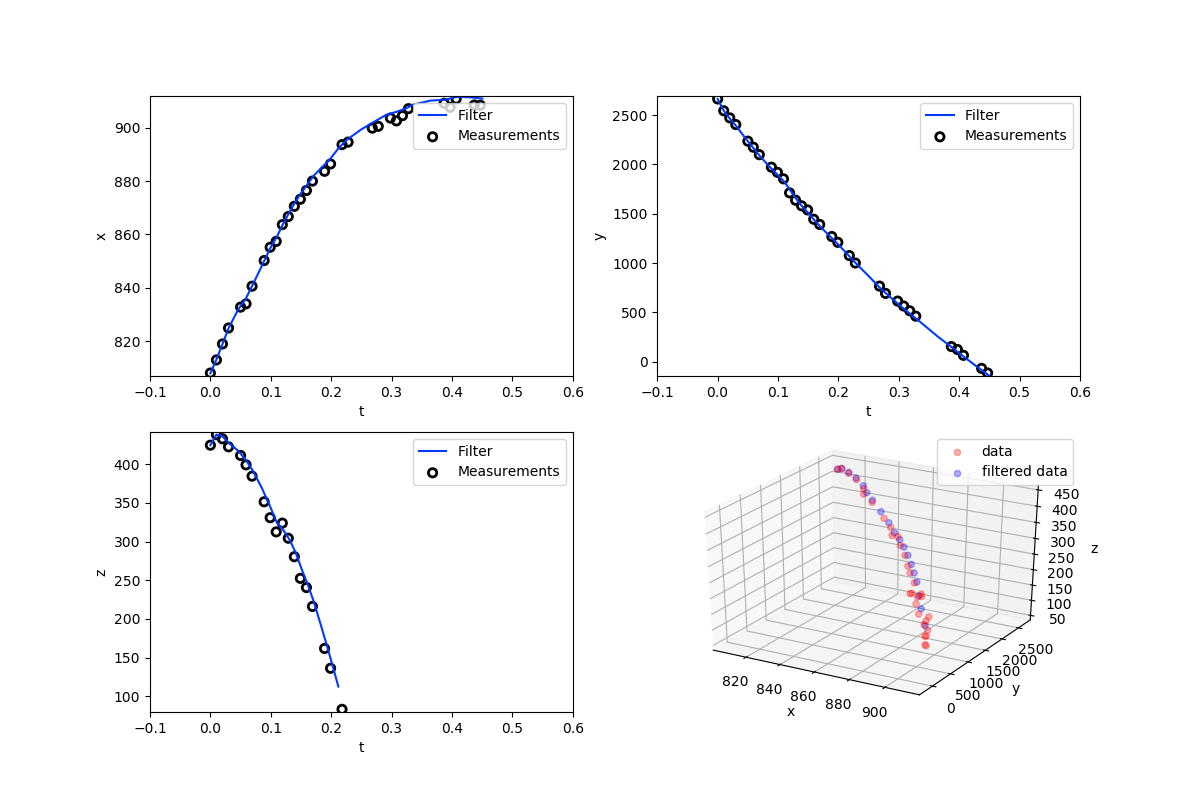 900
880
860
840
820
x
−0.1 0.0 0.1 0.2 0.3 0.4 0.5 0.6
t
Filter
Measurements
2500
2000
1500
1000
500
0
y
−0.1 0.0 0.1 0.2 0.3 0.4 0.5 0.6
t
Filter
Measurements
400
350
300
250
200
150
100
z
−0.1 0.0 0.1 0.2 0.3 0.4 0.5 0.6
t
Filter
Measurements
data
filtered data
450
400
350
300
250
200
150
100
50
z
820 840 860 880 900
x
0 500 1000 1500 2000 2500
y